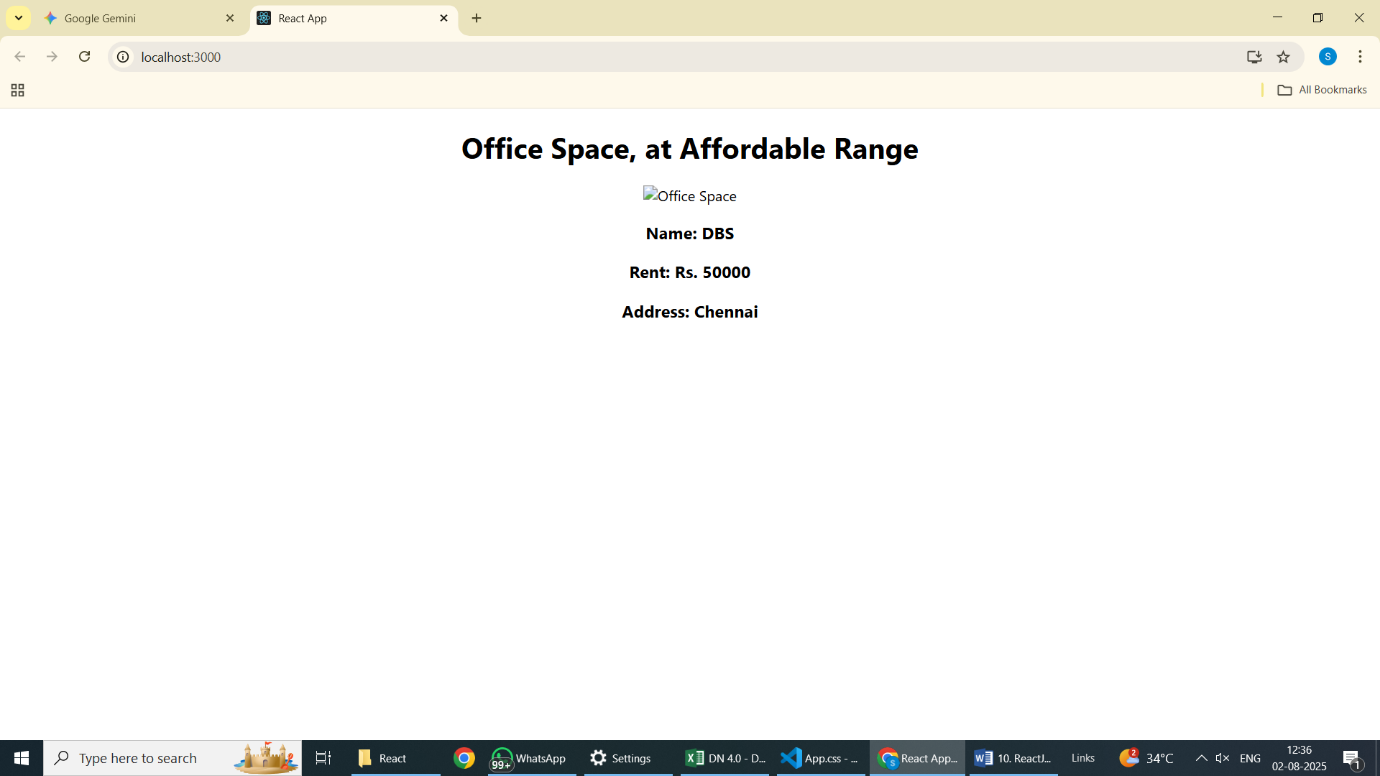 Google Gemini
React App
localhost:3000
S
All Bookmarks
Office Space, at Affordable Range
Office Space
Name: DBS
Rent: Rs. 50000
Address: Chennai
Type here to search
React
99+
WhatsApp
Settings
DN 4.0 - D...
App.css - ...
S
React App...
10. ReactJ...
Links
2
34°C
ENG
12:36
02-08-2025
1